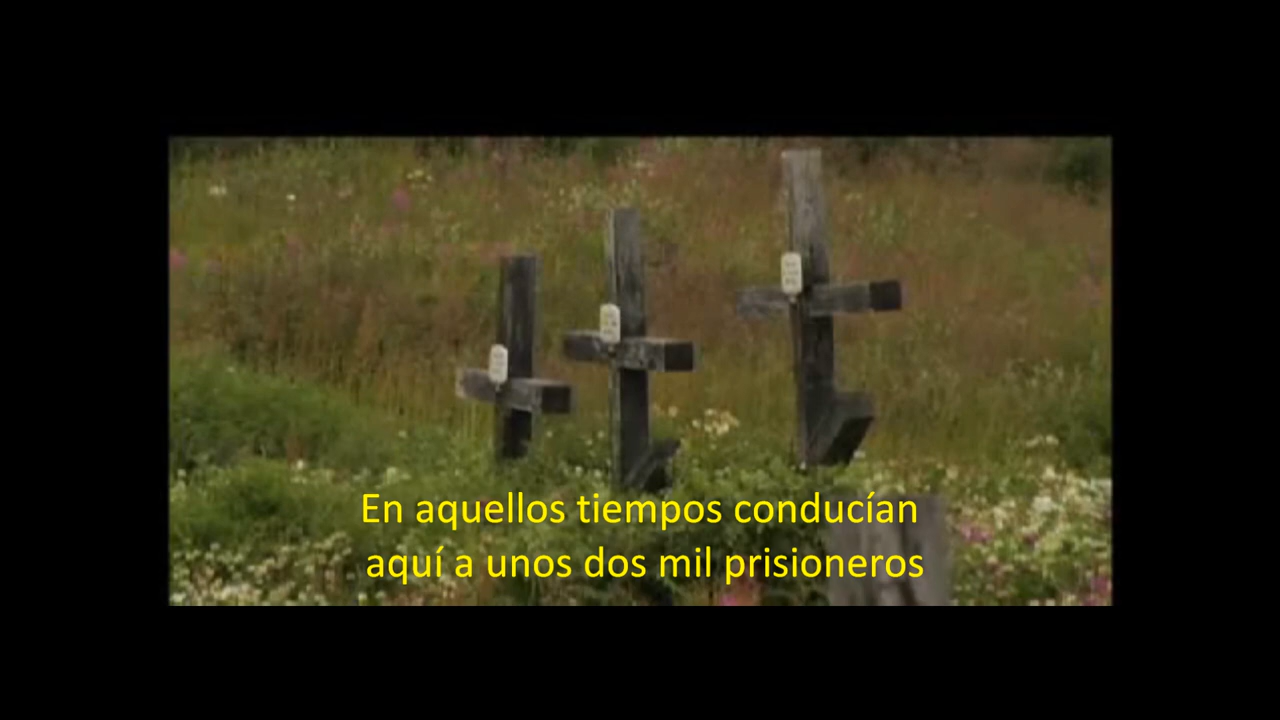 En aquellos tiempos conducían
aquí a unos dos mil prisioneros